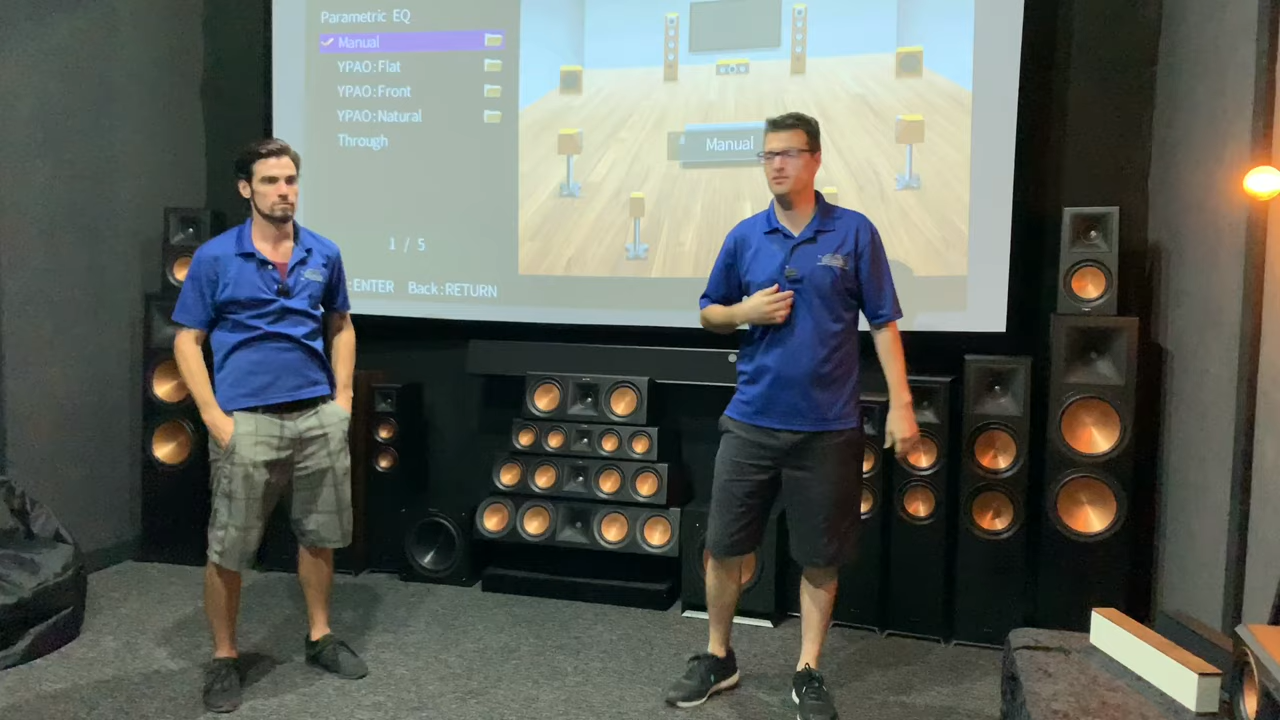 Parametric EQ
Manual
YPAO:Flat
YPAO:Front
YPAO:Natural
Through
Manual
1 / 5
:ENTER Back:RETURN